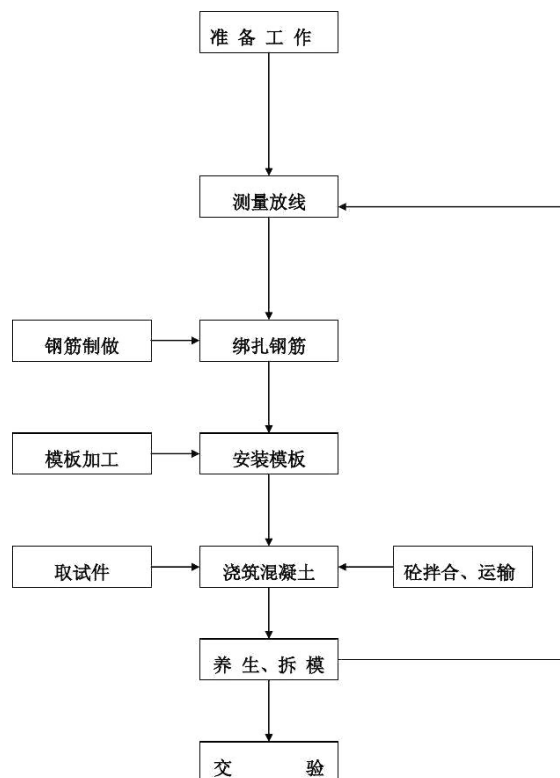 准 备 工 作
测量放线
钢筋制做
绑扎钢筋
模板加工
安装模板
取试件
浇筑混凝土
砼拌合、运输
养 生、拆 模
交 验